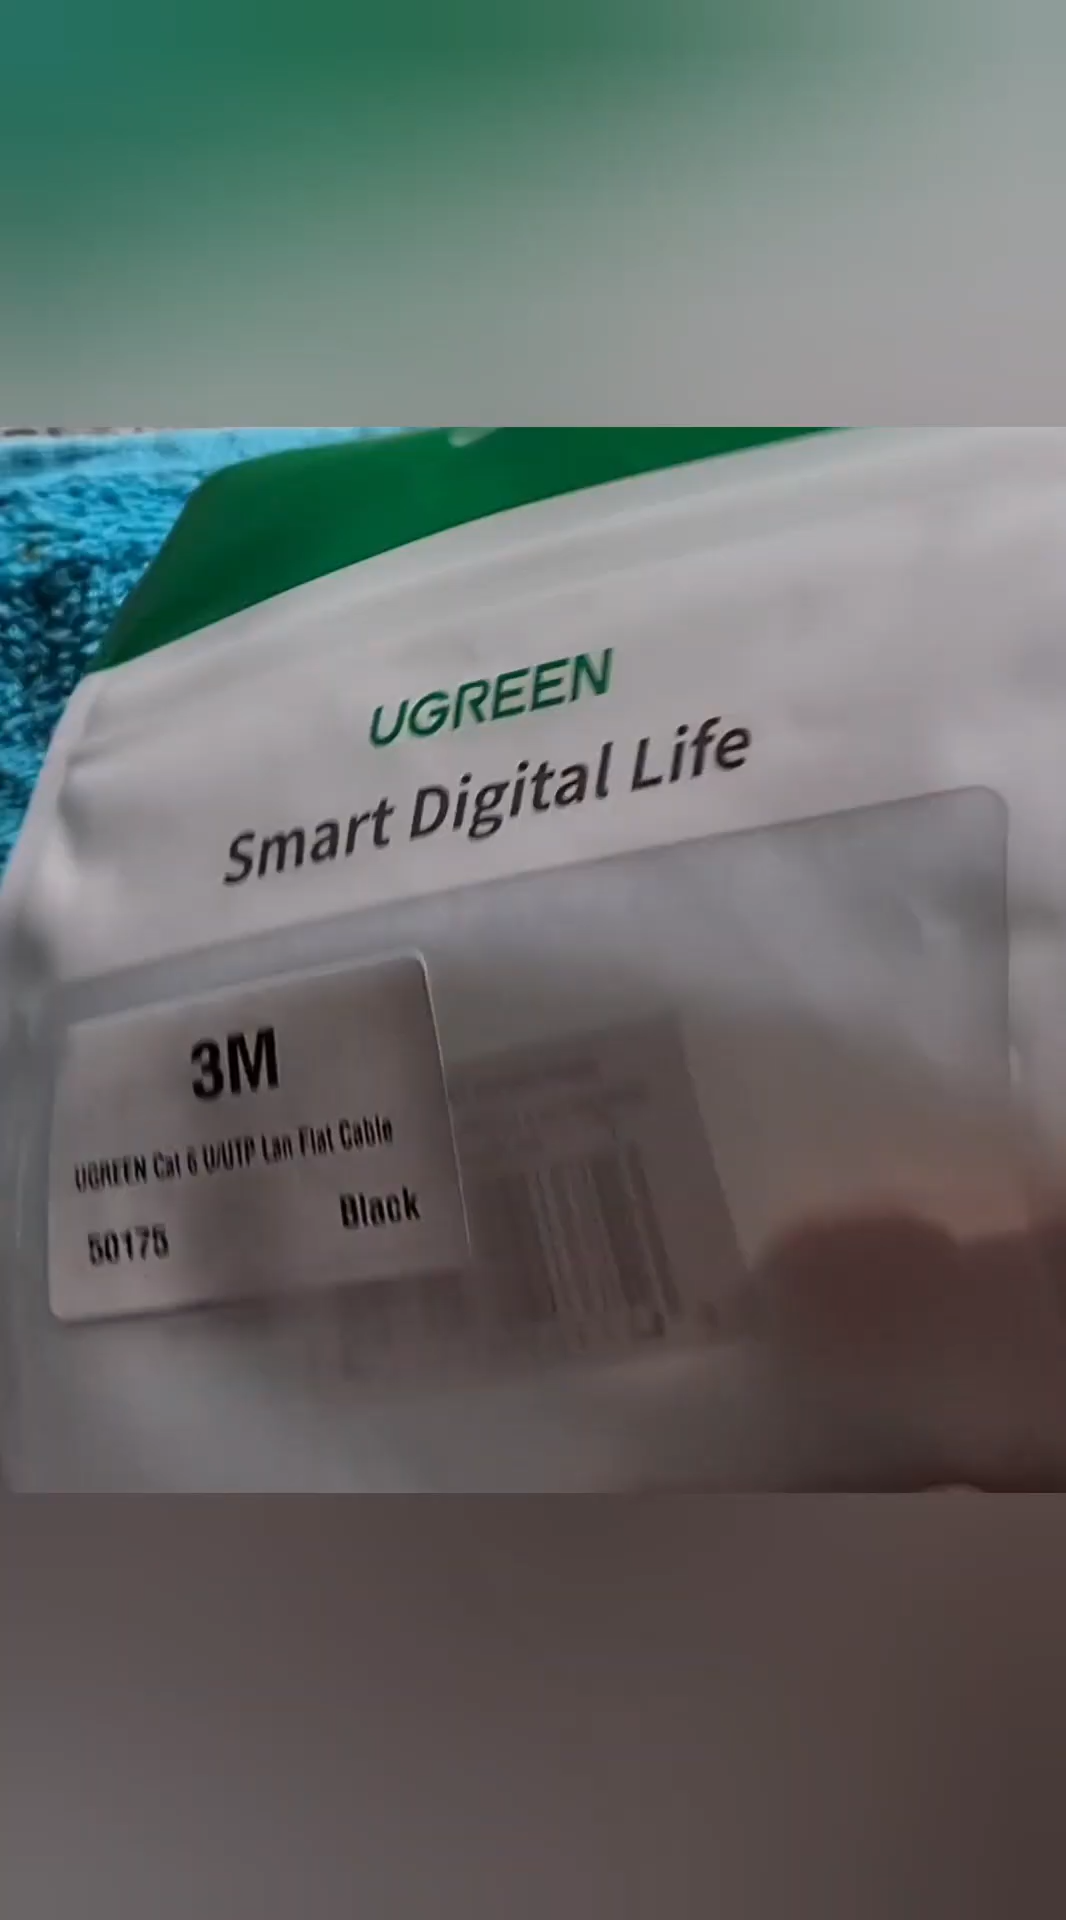 UGREEN
Smart Digital Life
3M
UGREEN Cat 6 U/UTP Lan Flat Cable
50175
Black